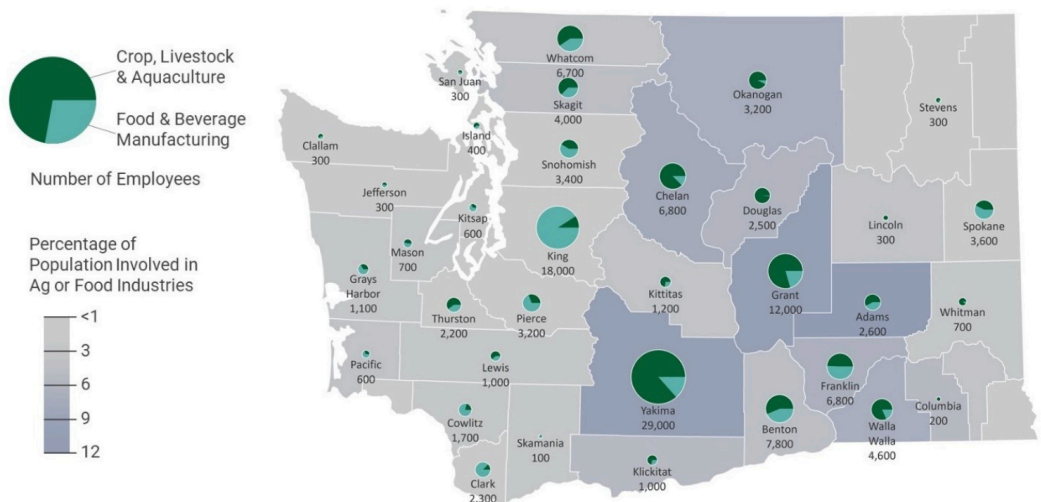 Crop, Livestock
& Aquaculture
Food & Beverage
Manufacturing
Number of Employees
Percentage of
Population Involved in
Ag or Food Industries
<1
3
6
9
12
Whatcom
6,700
San Juan
300
Skagit
4,000
Okanogan
3,200
Stevens
300
Island
400
Clallam
300
Snohomish
3,400
Jefferson
300
Chelan
6,800
Douglas
2,500
Kitsap
600
Lincoln
300
Spokane
3,600
Mason
700
King
18,000
Grays
Harbor
1,100
Kittitas
1,200
Grant
12,000
Thurston
2,200
Pierce
3,200
Adams
2,600
Whitman
700
Pacific
600
Lewis
1,000
Yakima
29,000
Franklin
6,800
Columbia
200
Cowlitz
1,700
Benton
7,800
Walla
Walla
4,600
Skamania
100
Klickitat
1,000
Clark
2,300